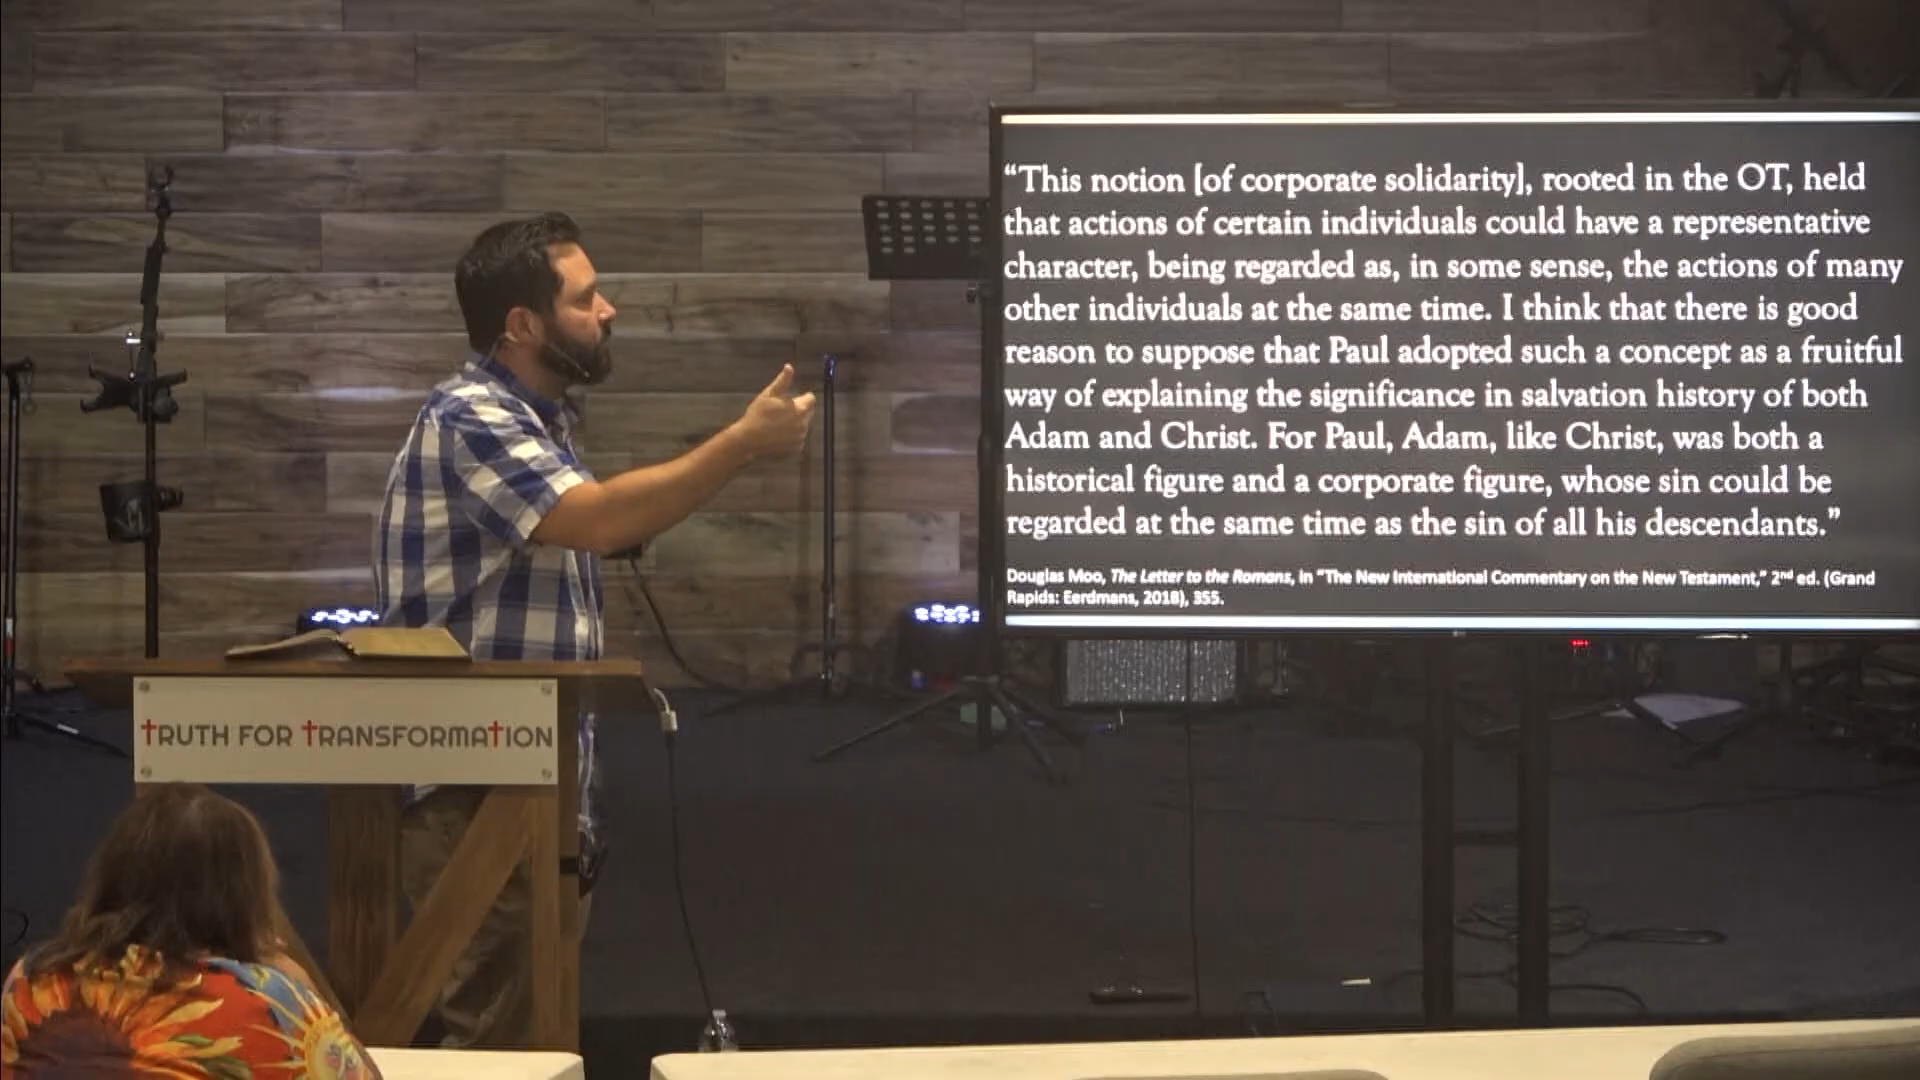 “This notion [of corporate solidarity], rooted in the OT, held
that actions of certain individuals could have a representative
character, being regarded as, in some sense, the actions of many
other individuals at the same time. I think that there is good
reason to suppose that Paul adopted such a concept as a fruitful
way of explaining the significance in salvation history of both
Adam and Christ. For Paul, Adam, like Christ, was both a
historical figure and a corporate figure, whose sin could be
regarded at the same time as the sin of all his descendants.”
Douglas Moo, The Letter to the Romans, in “The New International Commentary on the New Testament,” 2nd ed. (Grand
Rapids: Eerdmans, 2018), 355.
TRUTH FOR TRANSFORMATION